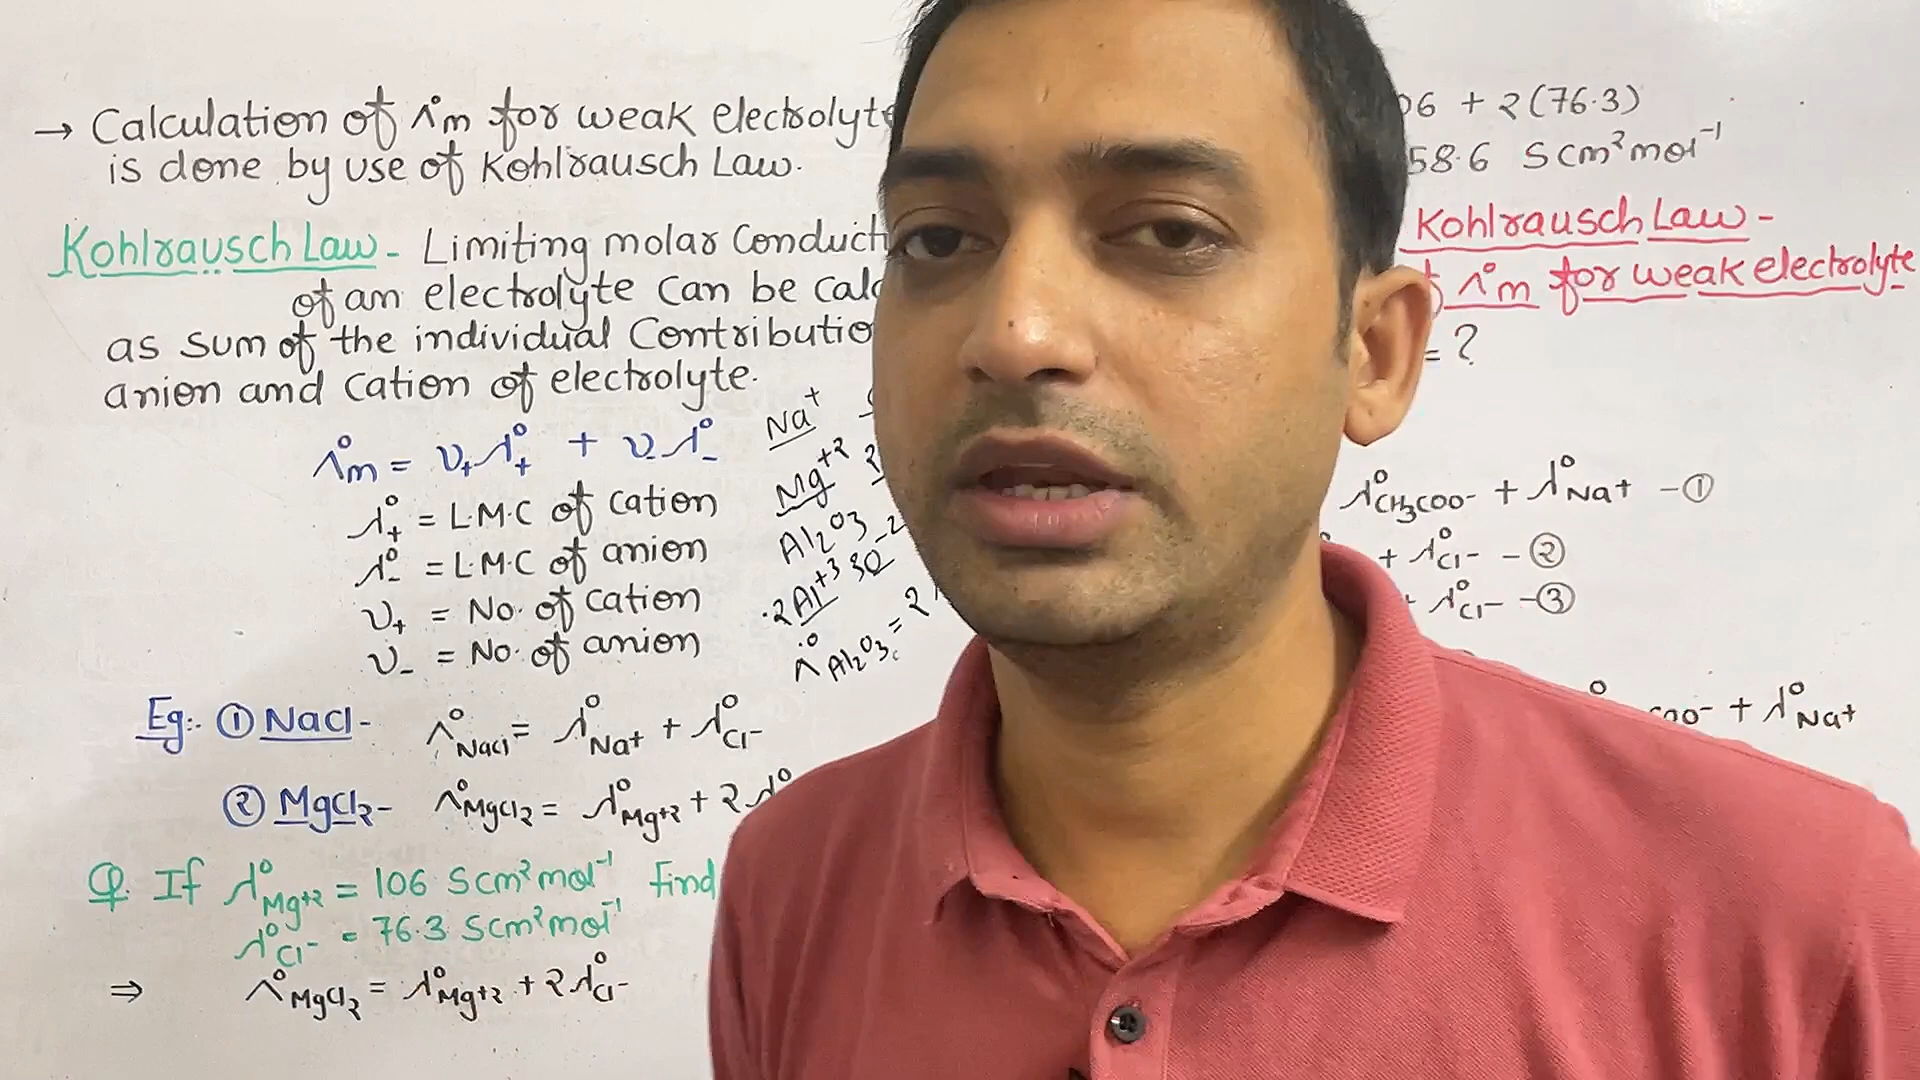 → Calculation of Λ°m for weak electrolyte
is done by use of Kohlrausch Law.
Kohlrausch Law - Limiting molar
of an electrolyte can be
as sum of the individual
anion and cation of electrolyte.
Λ°m = ν₊λ°₊ + ν₋λ°₋
λ°₊ = L.M.C of cation
λ°₋ = L.M.C of anion
ν₊ = No. of cation
ν₋ = No. of anion
Na⁺
Mg⁺²
Al₂O₃
2Al⁺³ 3O⁻²
Λ°Al₂O₃ = 2
Eg:- ① NaCl - Λ°NaCl = λ°Na⁺ + λ°Cl⁻
② MgCl₂ - Λ°MgCl₂ = λ°Mg⁺² + 2λ°
Q. If λ°Mg⁺² = 106 Scm²mol⁻¹ find
λ°Cl⁻ = 76.3 Scm²mol⁻¹
⇒ Λ°MgCl₂ = λ°Mg⁺² + 2λ°Cl⁻
06 + 2(76.3)
58.6 Scm²mol⁻¹
Kohlrausch Law -
Λ°m for weak electrolyte -
= ?
λ°CH₃COO⁻ + λ°Na⁺ - ①
+ λ°Cl⁻ - ②
+ λ°Cl⁻ - ③
COO⁻ + λ°Na⁺